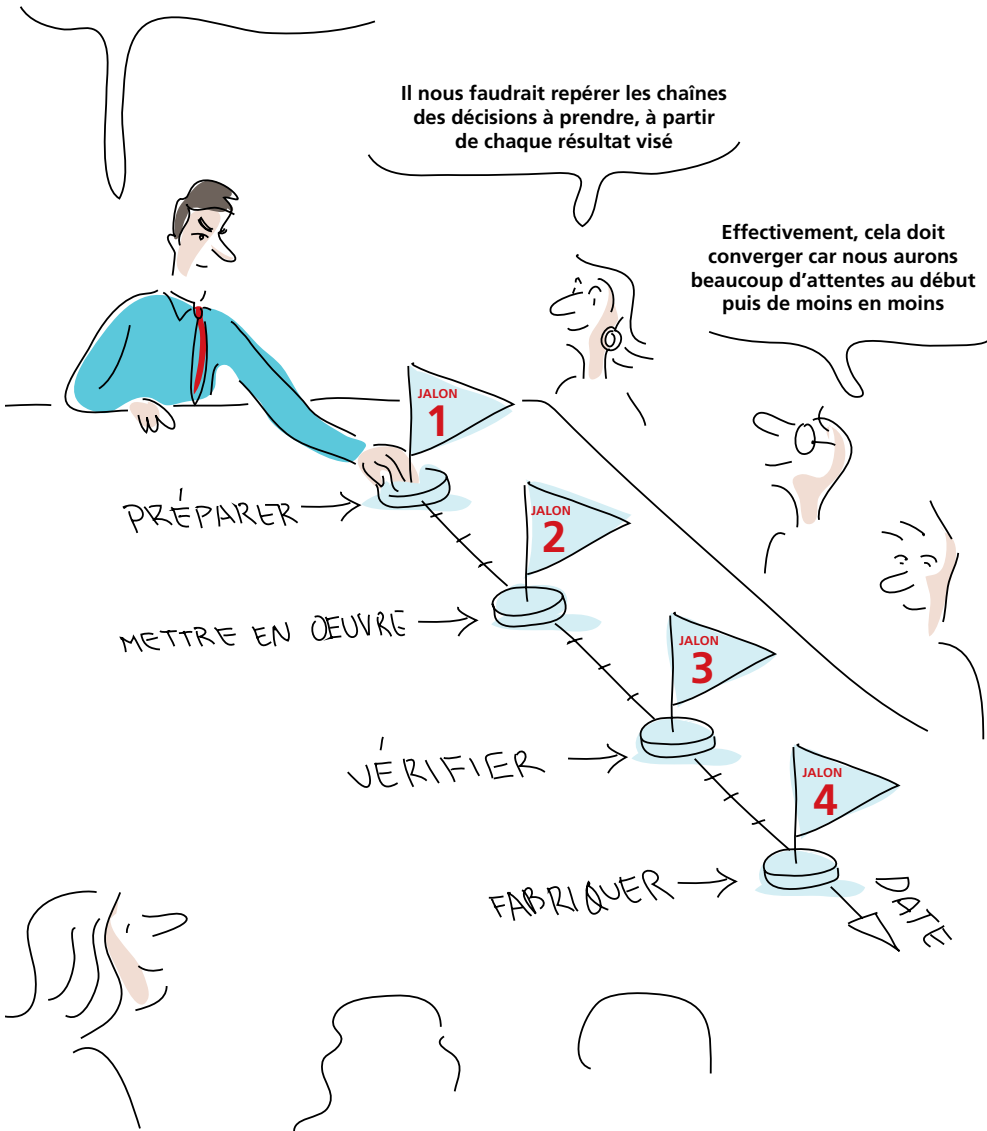 Il nous faudrait repérer les chaînes
des décisions à prendre, à partir
de chaque résultat visé
Effectivement, cela doit
converger car nous aurons
beaucoup d'attentes au début
puis de moins en moins
JALON
1
PRÉPARER
JALON
2
METTRE EN ŒUVRE
JALON
3
VÉRIFIER
JALON
4
FABRIQUER
DATE